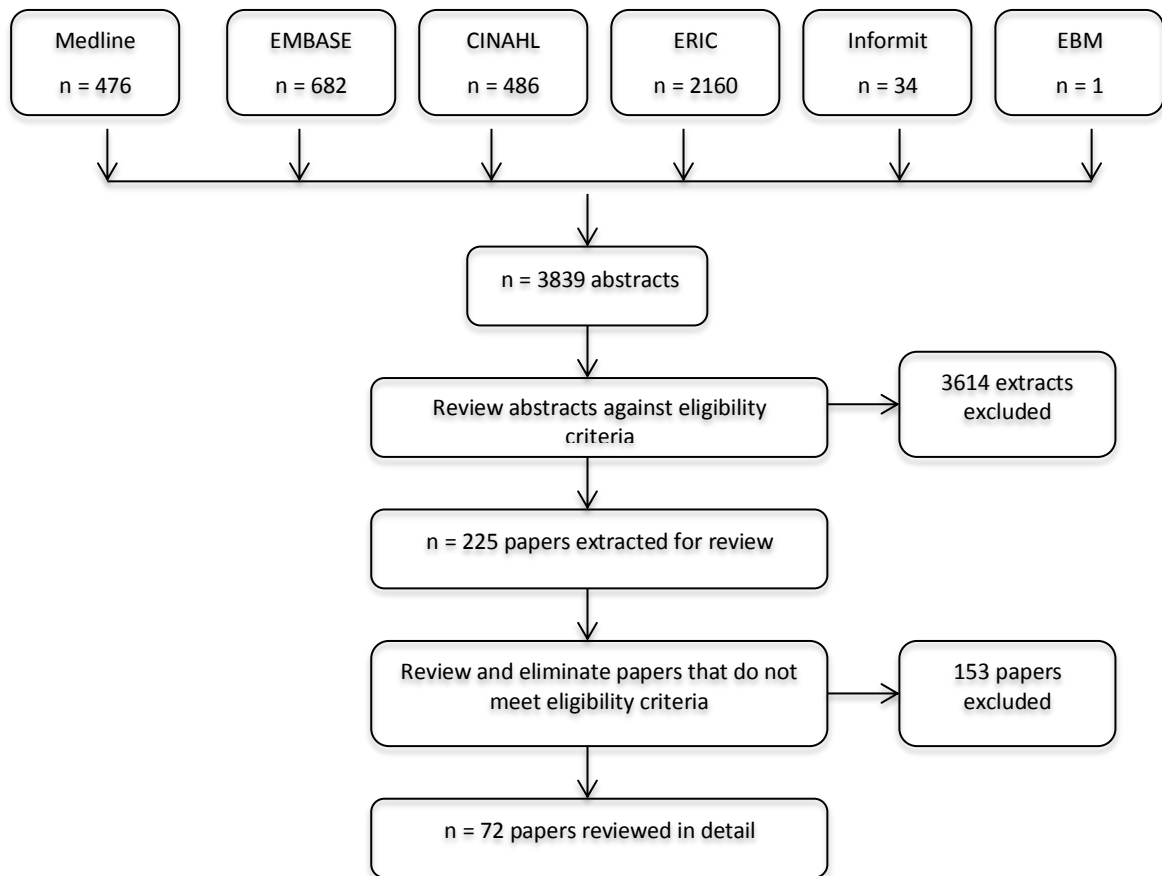 Medline
n = 476
EMBASE
n = 682
CINAHL
n = 486
ERIC
n = 2160
Informit
n = 34
EBM
n = 1
n = 3839 abstracts
Review abstracts against eligibility
criteria
3614 extracts
excluded
n = 225 papers extracted for review
Review and eliminate papers that do not
meet eligibility criteria
153 papers
excluded
n = 72 papers reviewed in detail